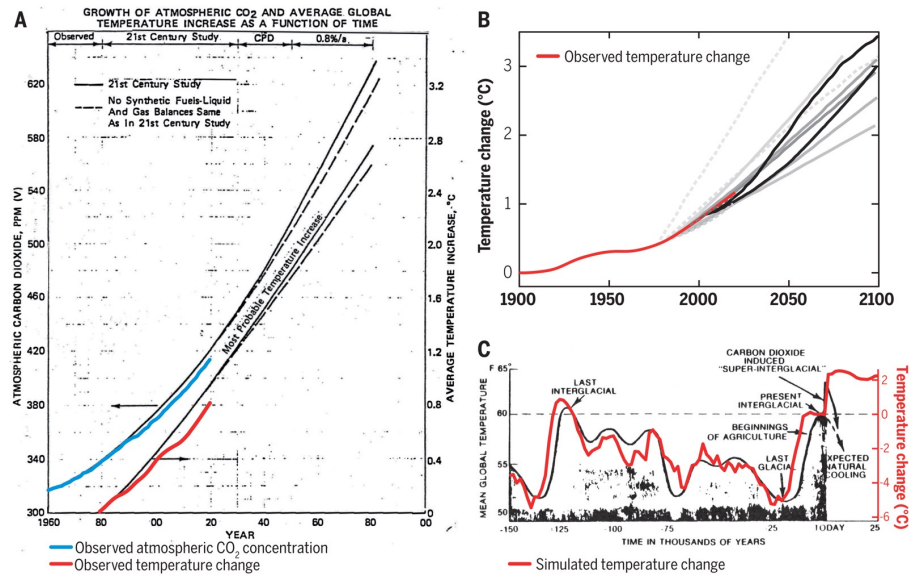 A
GROWTH OF ATMOSPHERIC CO2 AND AVERAGE GLOBAL
TEMPERATURE INCREASE AS A FUNCTION OF TIME
Observed
21st Century Study
CPD
0.8%/a
21st Century Study
No Synthetic Fuels-Liquid
And Gas Balances Same
As In 21st Century Study
Most Probable Temperature Increase
ATMOSPHERIC CARBON DIOXIDE, PPM (V)
620
580
540
500
460
420
380
340
300
AVERAGE TEMPERATURE INCREASE, °C
3.2
2.8
2.4
2.0
1.6
1.2
0.8
0.4
0
1960 80 00 20 40 60 80 00
YEAR
Observed atmospheric CO2 concentration
Observed temperature change
B
Observed temperature change
Temperature change (°C)
3
2
1
0
1900 1950 2000 2050 2100
C
F 65°
60
55
50
MEAN GLOBAL TEMPERATURE
LAST
INTERGLACIAL
CARBON DIOXIDE
INDUCED
"SUPER-INTERGLACIAL"
PRESENT
INTERGLACIAL
BEGINNINGS
OF AGRICULTURE
LAST
GLACIAL
EXPECTED
NATURAL
COOLING
2
0
-2
-4
-6
Temperature change (°C)
-150 -125 -100 -75 -50 -25 TODAY 25
TIME IN THOUSANDS OF YEARS
Simulated temperature change